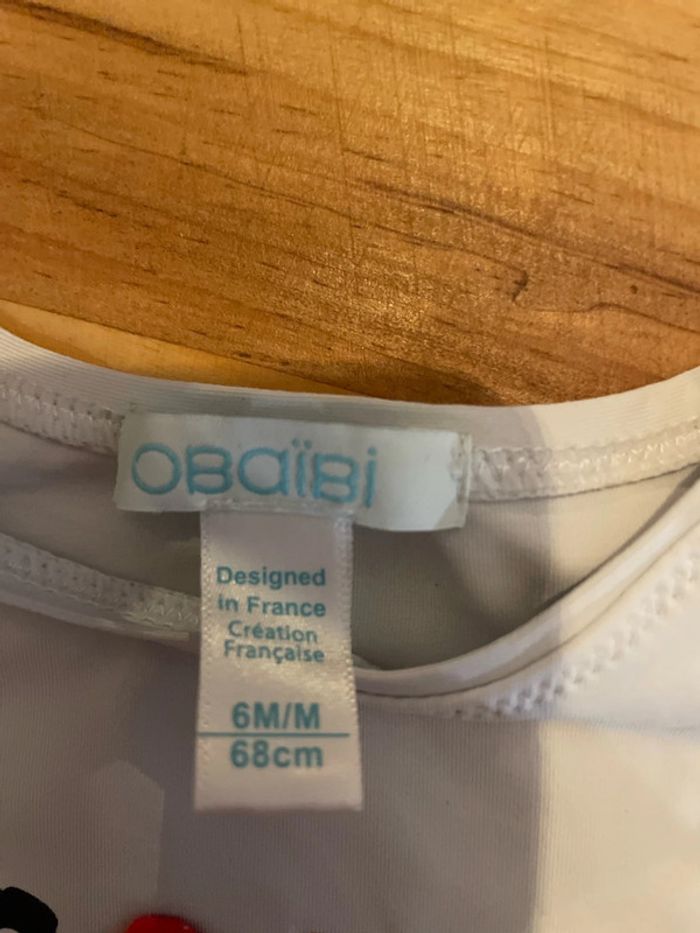 OBaïBi
Designed
in France
Création
Française
6M/M
68cm